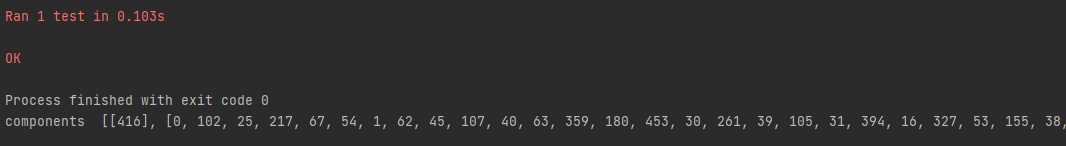 Ran 1 test in 0.103s
OK
Process finished with exit code 0
components  [[416], [0, 102, 25, 217, 67, 54, 1, 62, 45, 107, 40, 63, 359, 180, 453, 30, 261, 39, 105, 31, 394, 16, 327, 53, 155, 38,